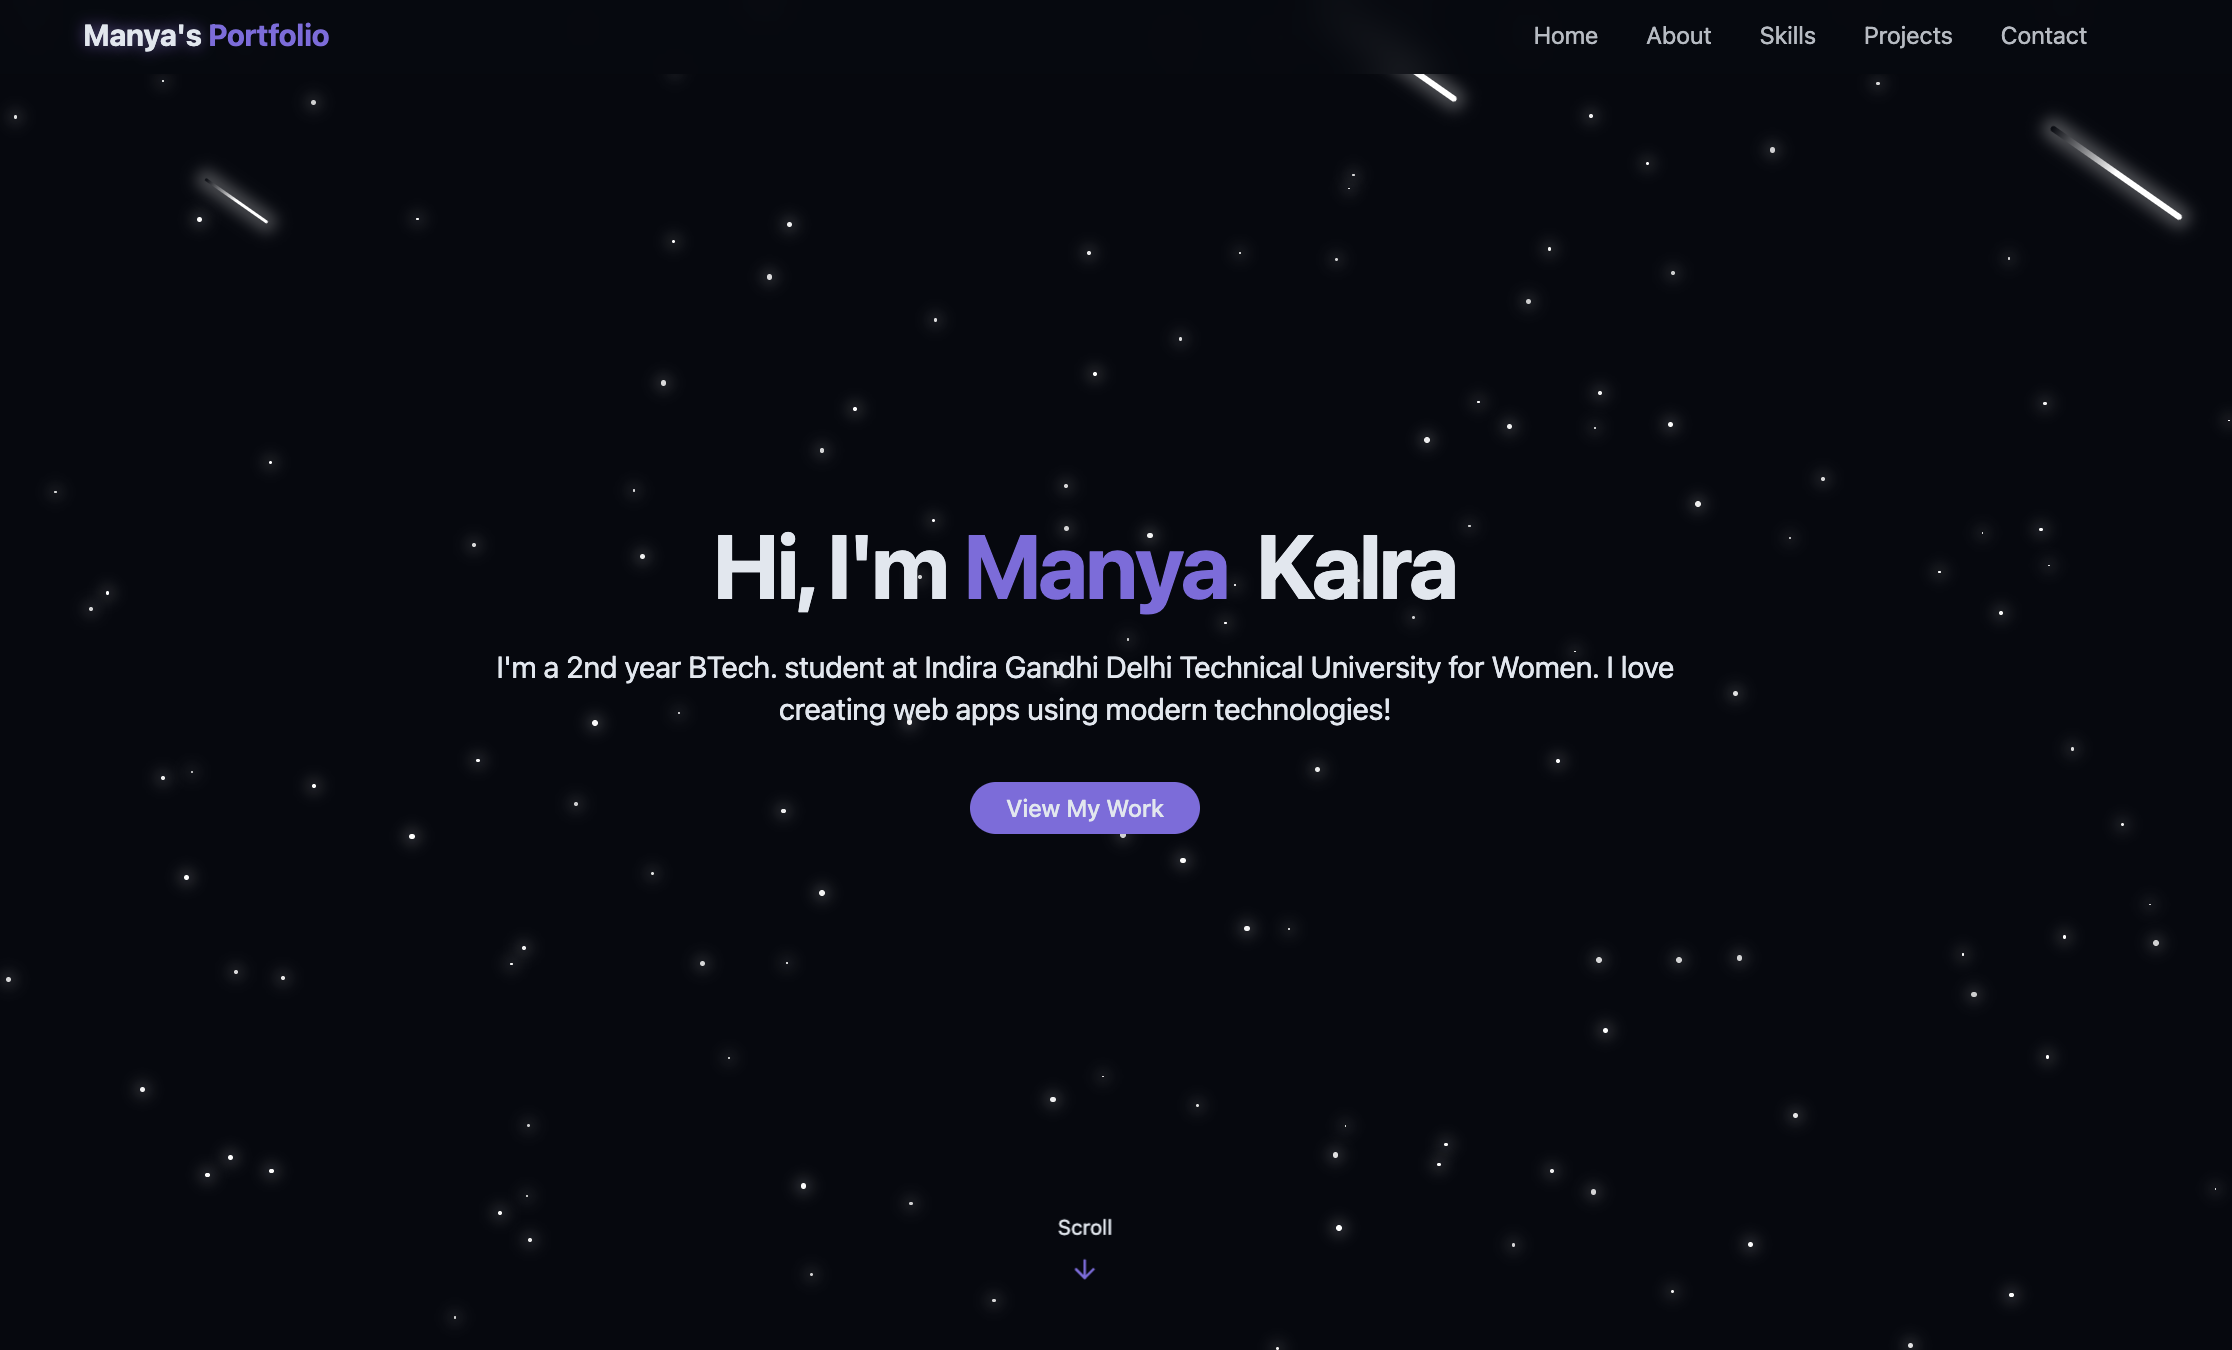 Manya's Portfolio
Home About Skills Projects Contact
Hi, I'm Manya Kalra
I'm a 2nd year BTech. student at Indira Gandhi Delhi Technical University for Women. I love
creating web apps using modern technologies!
View My Work
Scroll